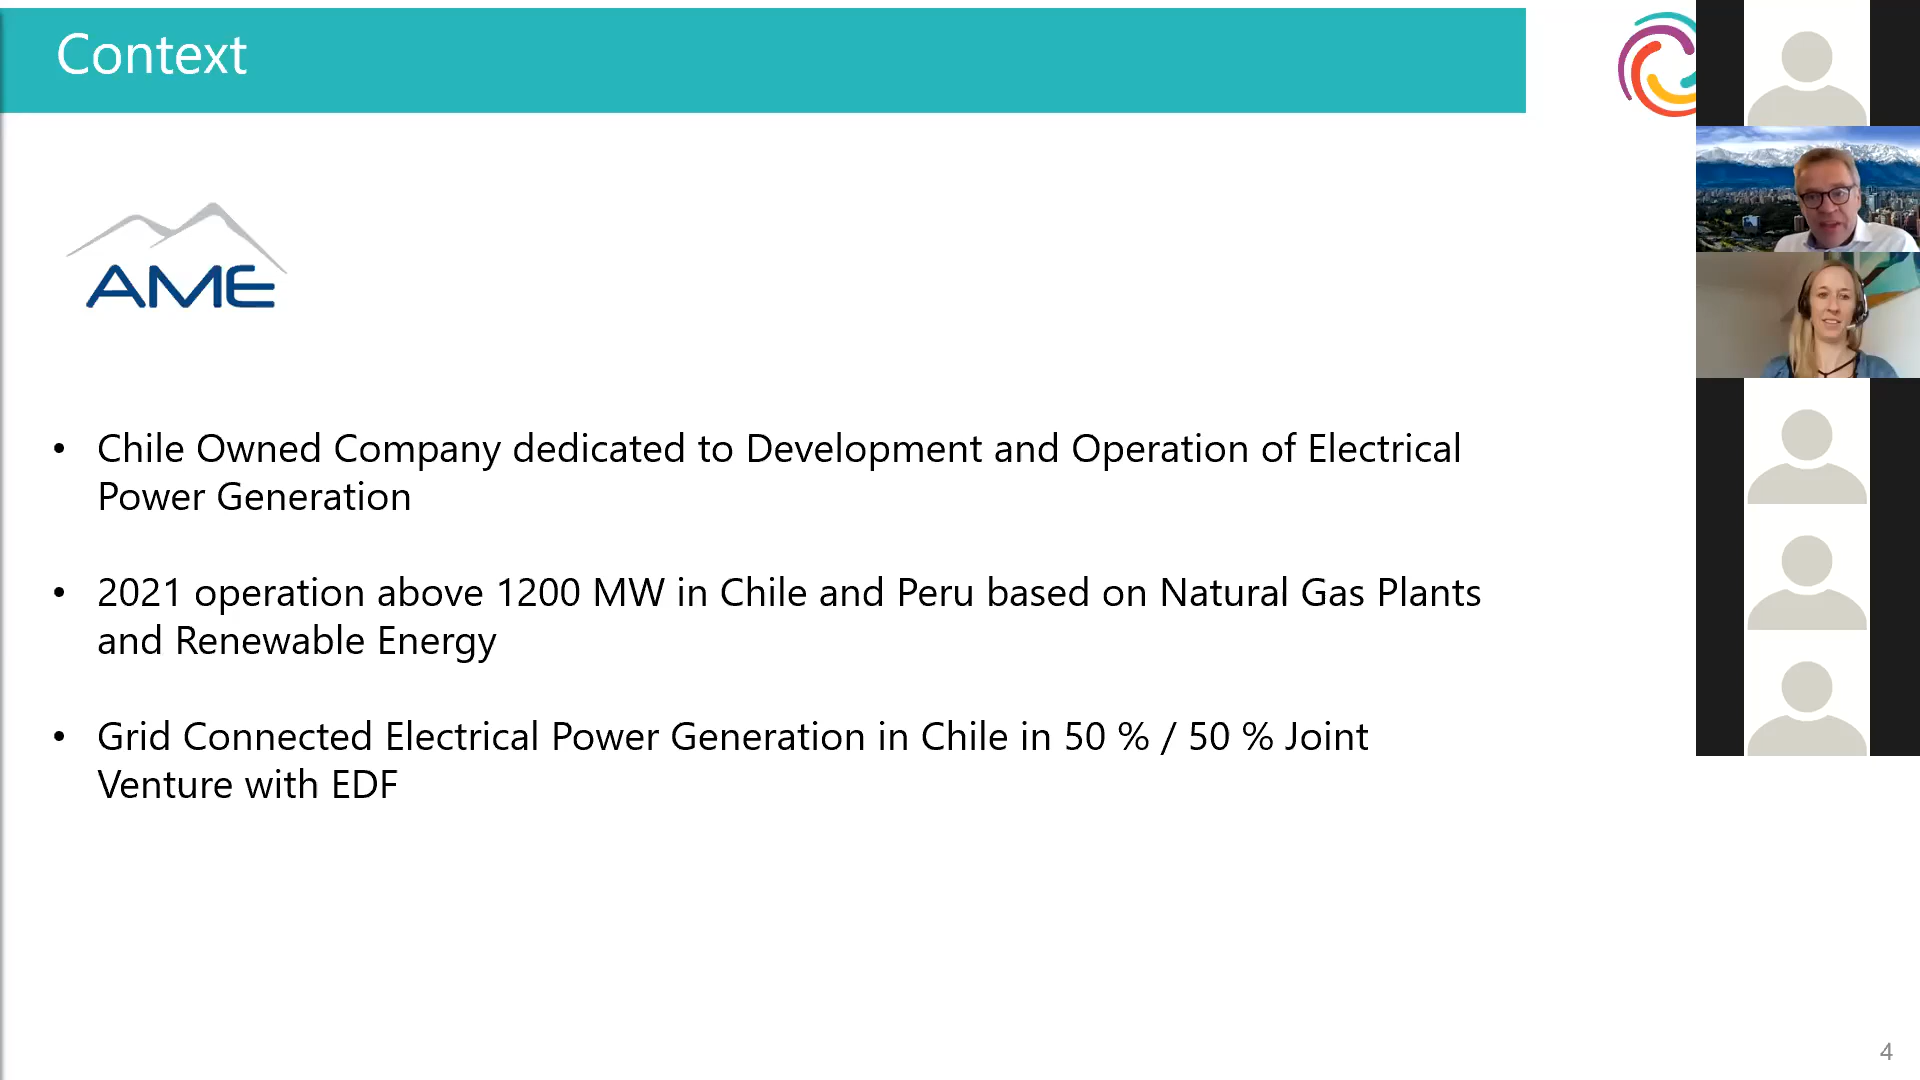 Context
AME
• Chile Owned Company dedicated to Development and Operation of Electrical
Power Generation
• 2021 operation above 1200 MW in Chile and Peru based on Natural Gas Plants
and Renewable Energy
• Grid Connected Electrical Power Generation in Chile in 50 % / 50 % Joint
Venture with EDF
4